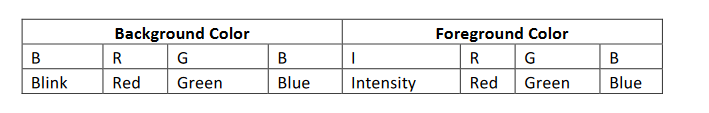 Background Color Foreground Color
B R G B I R G B
Blink Red Green Blue Intensity Red Green Blue